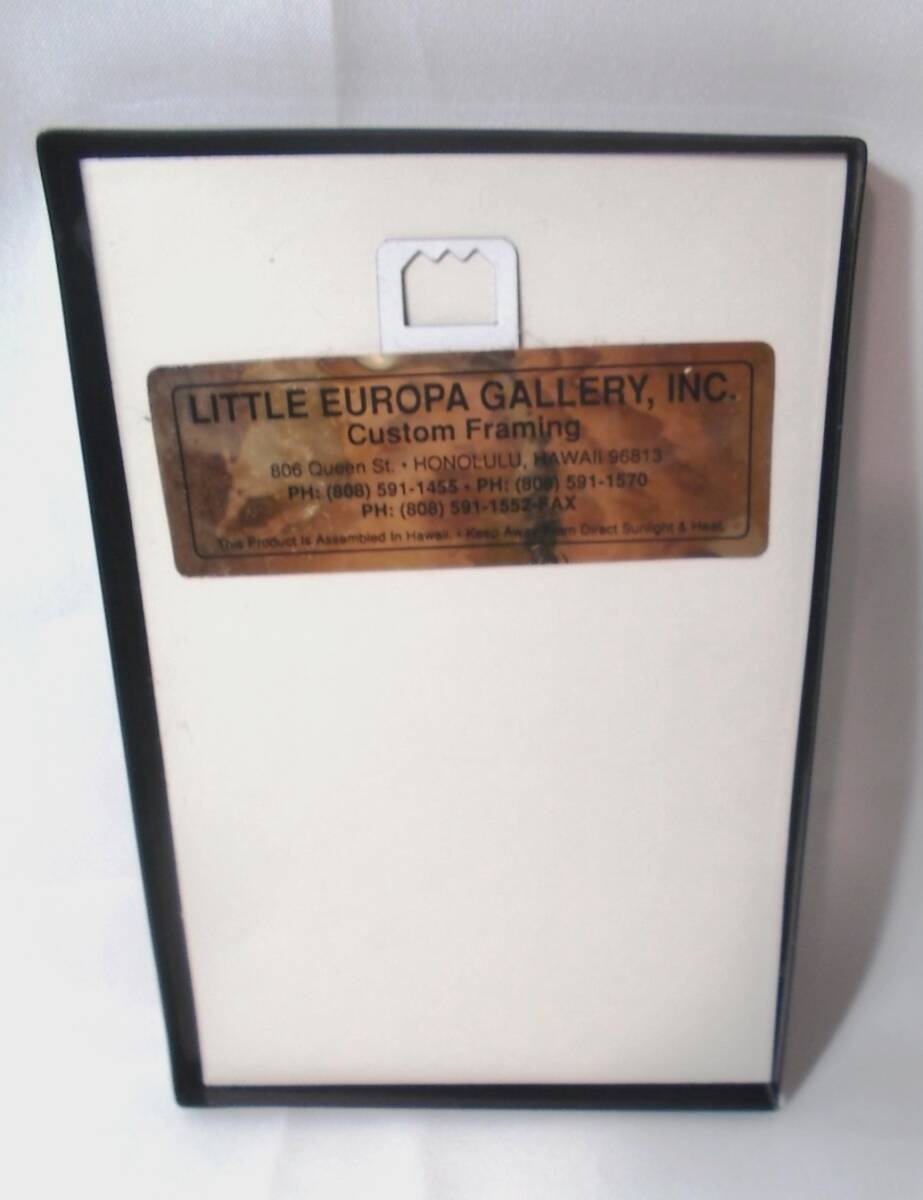 LITTLE EUROPA GALLERY, INC.
Custom Framing
806 Queen St. • HONOLULU, HAWAII 96813
PH: (808) 591-1455 • PH: (808) 591-1570
PH: (808) 591-1552-FAX
This Product Is Assembled In Hawaii. • Keep Away From Direct Sunlight & Heat.